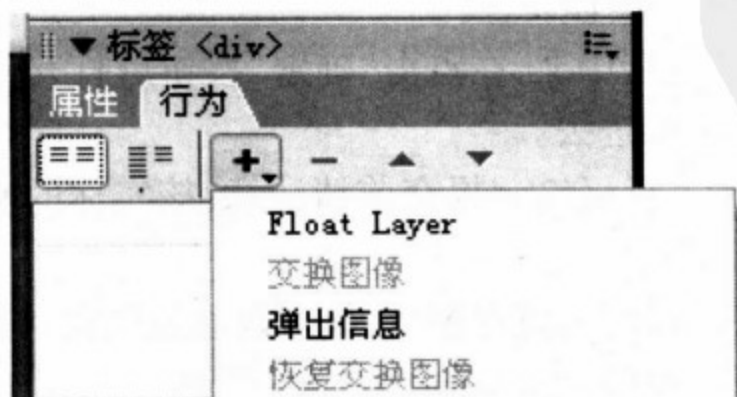 标签 <div>
属性 行为
Float Layer
交换图像
弹出信息
恢复交换图像